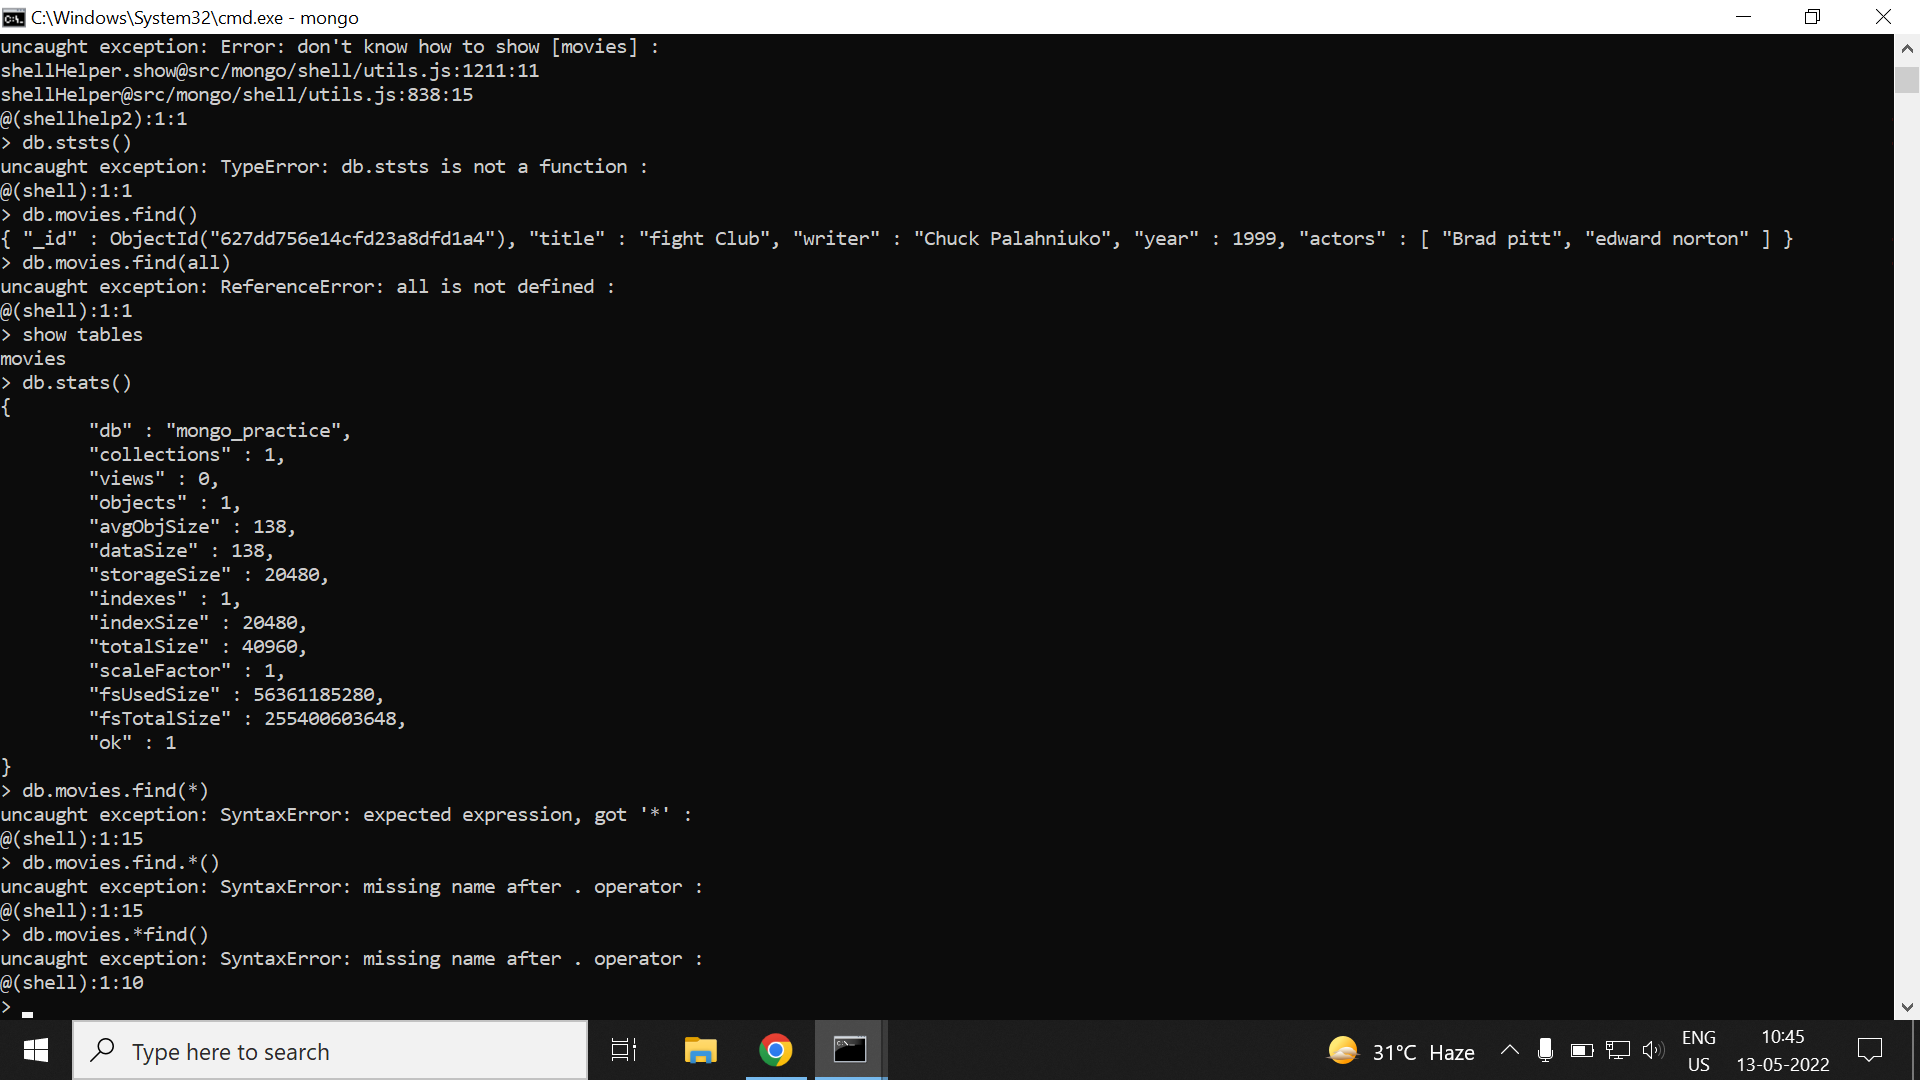 C:\Windows\System32\cmd.exe - mongo
uncaught exception: Error: don't know how to show [movies] :
shellHelper.show@src/mongo/shell/utils.js:1211:11
shellHelper@src/mongo/shell/utils.js:838:15
@(shellhelp2):1:1
> db.ststs()
uncaught exception: TypeError: db.ststs is not a function :
@(shell):1:1
> db.movies.find()
{ "_id" : ObjectId("627dd756e14cfd23a8dfd1a4"), "title" : "fight Club", "writer" : "Chuck Palahniuko", "year" : 1999, "actors" : [ "Brad pitt", "edward norton" ] }
> db.movies.find(all)
uncaught exception: ReferenceError: all is not defined :
@(shell):1:1
> show tables
movies
> db.stats()
{
        "db" : "mongo_practice",
        "collections" : 1,
        "views" : 0,
        "objects" : 1,
        "avgObjSize" : 138,
        "dataSize" : 138,
        "storageSize" : 20480,
        "indexes" : 1,
        "indexSize" : 20480,
        "totalSize" : 40960,
        "scaleFactor" : 1,
        "fsUsedSize" : 56361185280,
        "fsTotalSize" : 255400603648,
        "ok" : 1
}
> db.movies.find(*)
uncaught exception: SyntaxError: expected expression, got '*' :
@(shell):1:15
> db.movies.find.*()
uncaught exception: SyntaxError: missing name after . operator :
@(shell):1:15
> db.movies.*find()
uncaught exception: SyntaxError: missing name after . operator :
@(shell):1:10
>
Type here to search
31°C Haze
ENG
US
10:45
13-05-2022